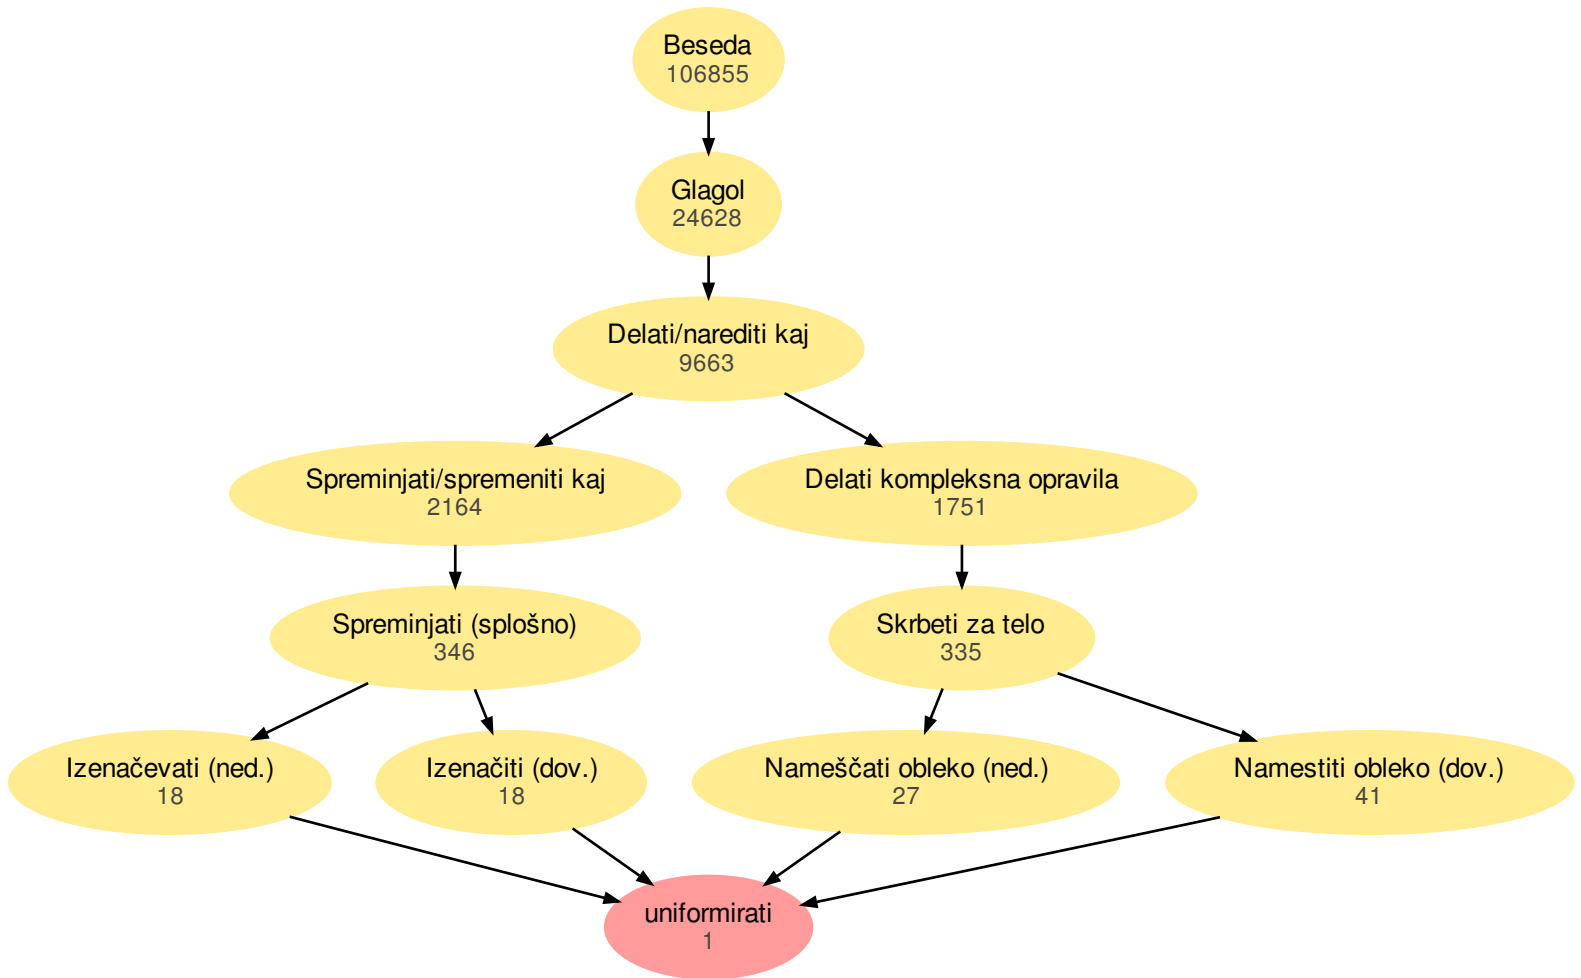 Beseda
106855
Glagol
24628
Delati/narediti kaj
9663
Spreminjati/spremeniti kaj
2164
Delati kompleksna opravila
1751
Spreminjati (splošno)
346
Skrbeti za telo
335
Izenačevati (ned.)
18
Izenačiti (dov.)
18
Nameščati obleko (ned.)
27
Namestiti obleko (dov.)
41
uniformirati
1